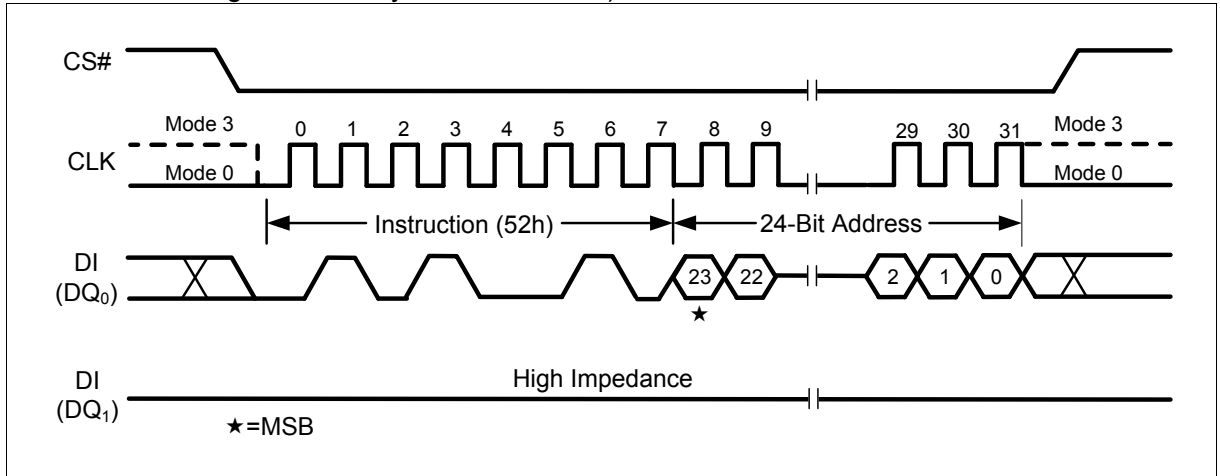 CS#
Mode 3 0 1 2 3 4 5 6 7 8 9 29 30 31 Mode 3
CLK
Mode 0 Mode 0
Instruction (52h) 24-Bit Address
DI
(DQ0) 23 22 2 1 0
★
High Impedance
DI
(DQ1)
★=MSB